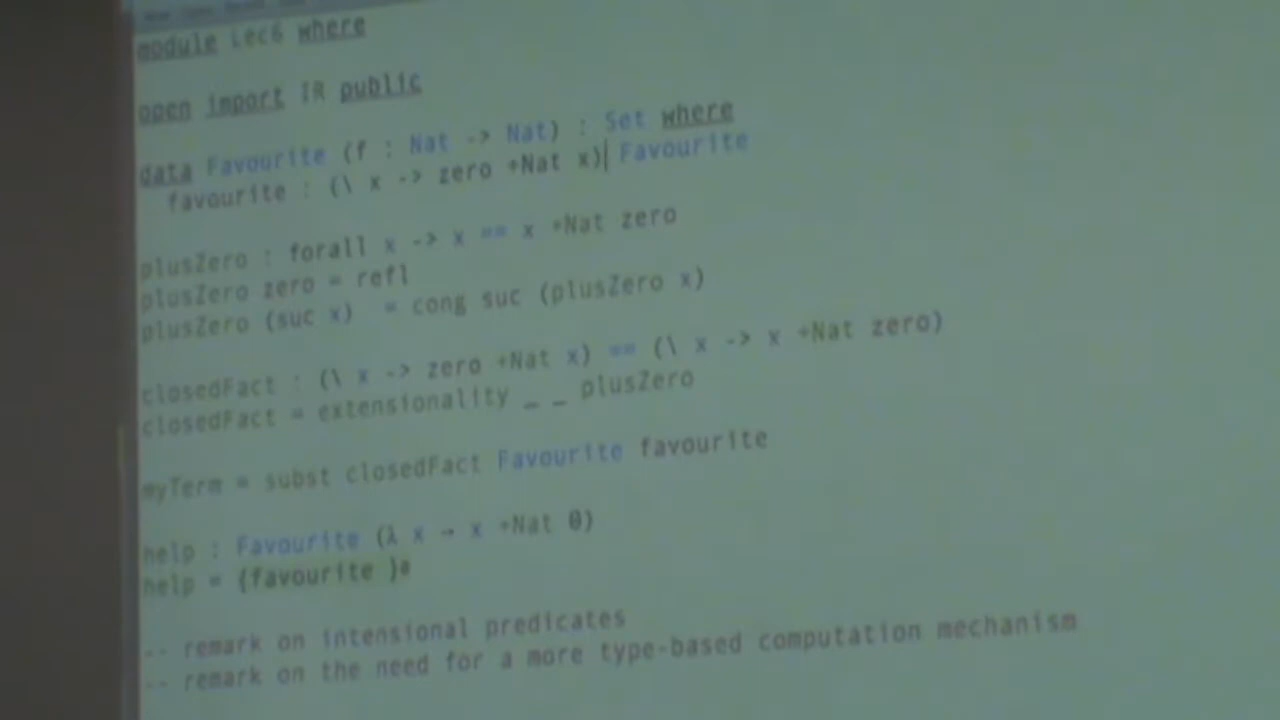 module Lec6 where
open import IR public
data Favourite (f : Nat -> Nat) : Set where
favourite : (\ x -> zero +Nat x) Favourite
plusZero : forall x -> x == x +Nat zero
plusZero zero = refl
plusZero (suc x) = cong suc (plusZero x)
closedFact : (\ x -> zero +Nat x) == (\ x -> x +Nat zero)
closedFact = extensionality _ _ plusZero
myTerm = subst closedFact Favourite favourite
help : Favourite (λ x → x +Nat 0)
help = {favourite }
-- remark on intensional predicates
-- remark on the need for a more type-based computation mechanism